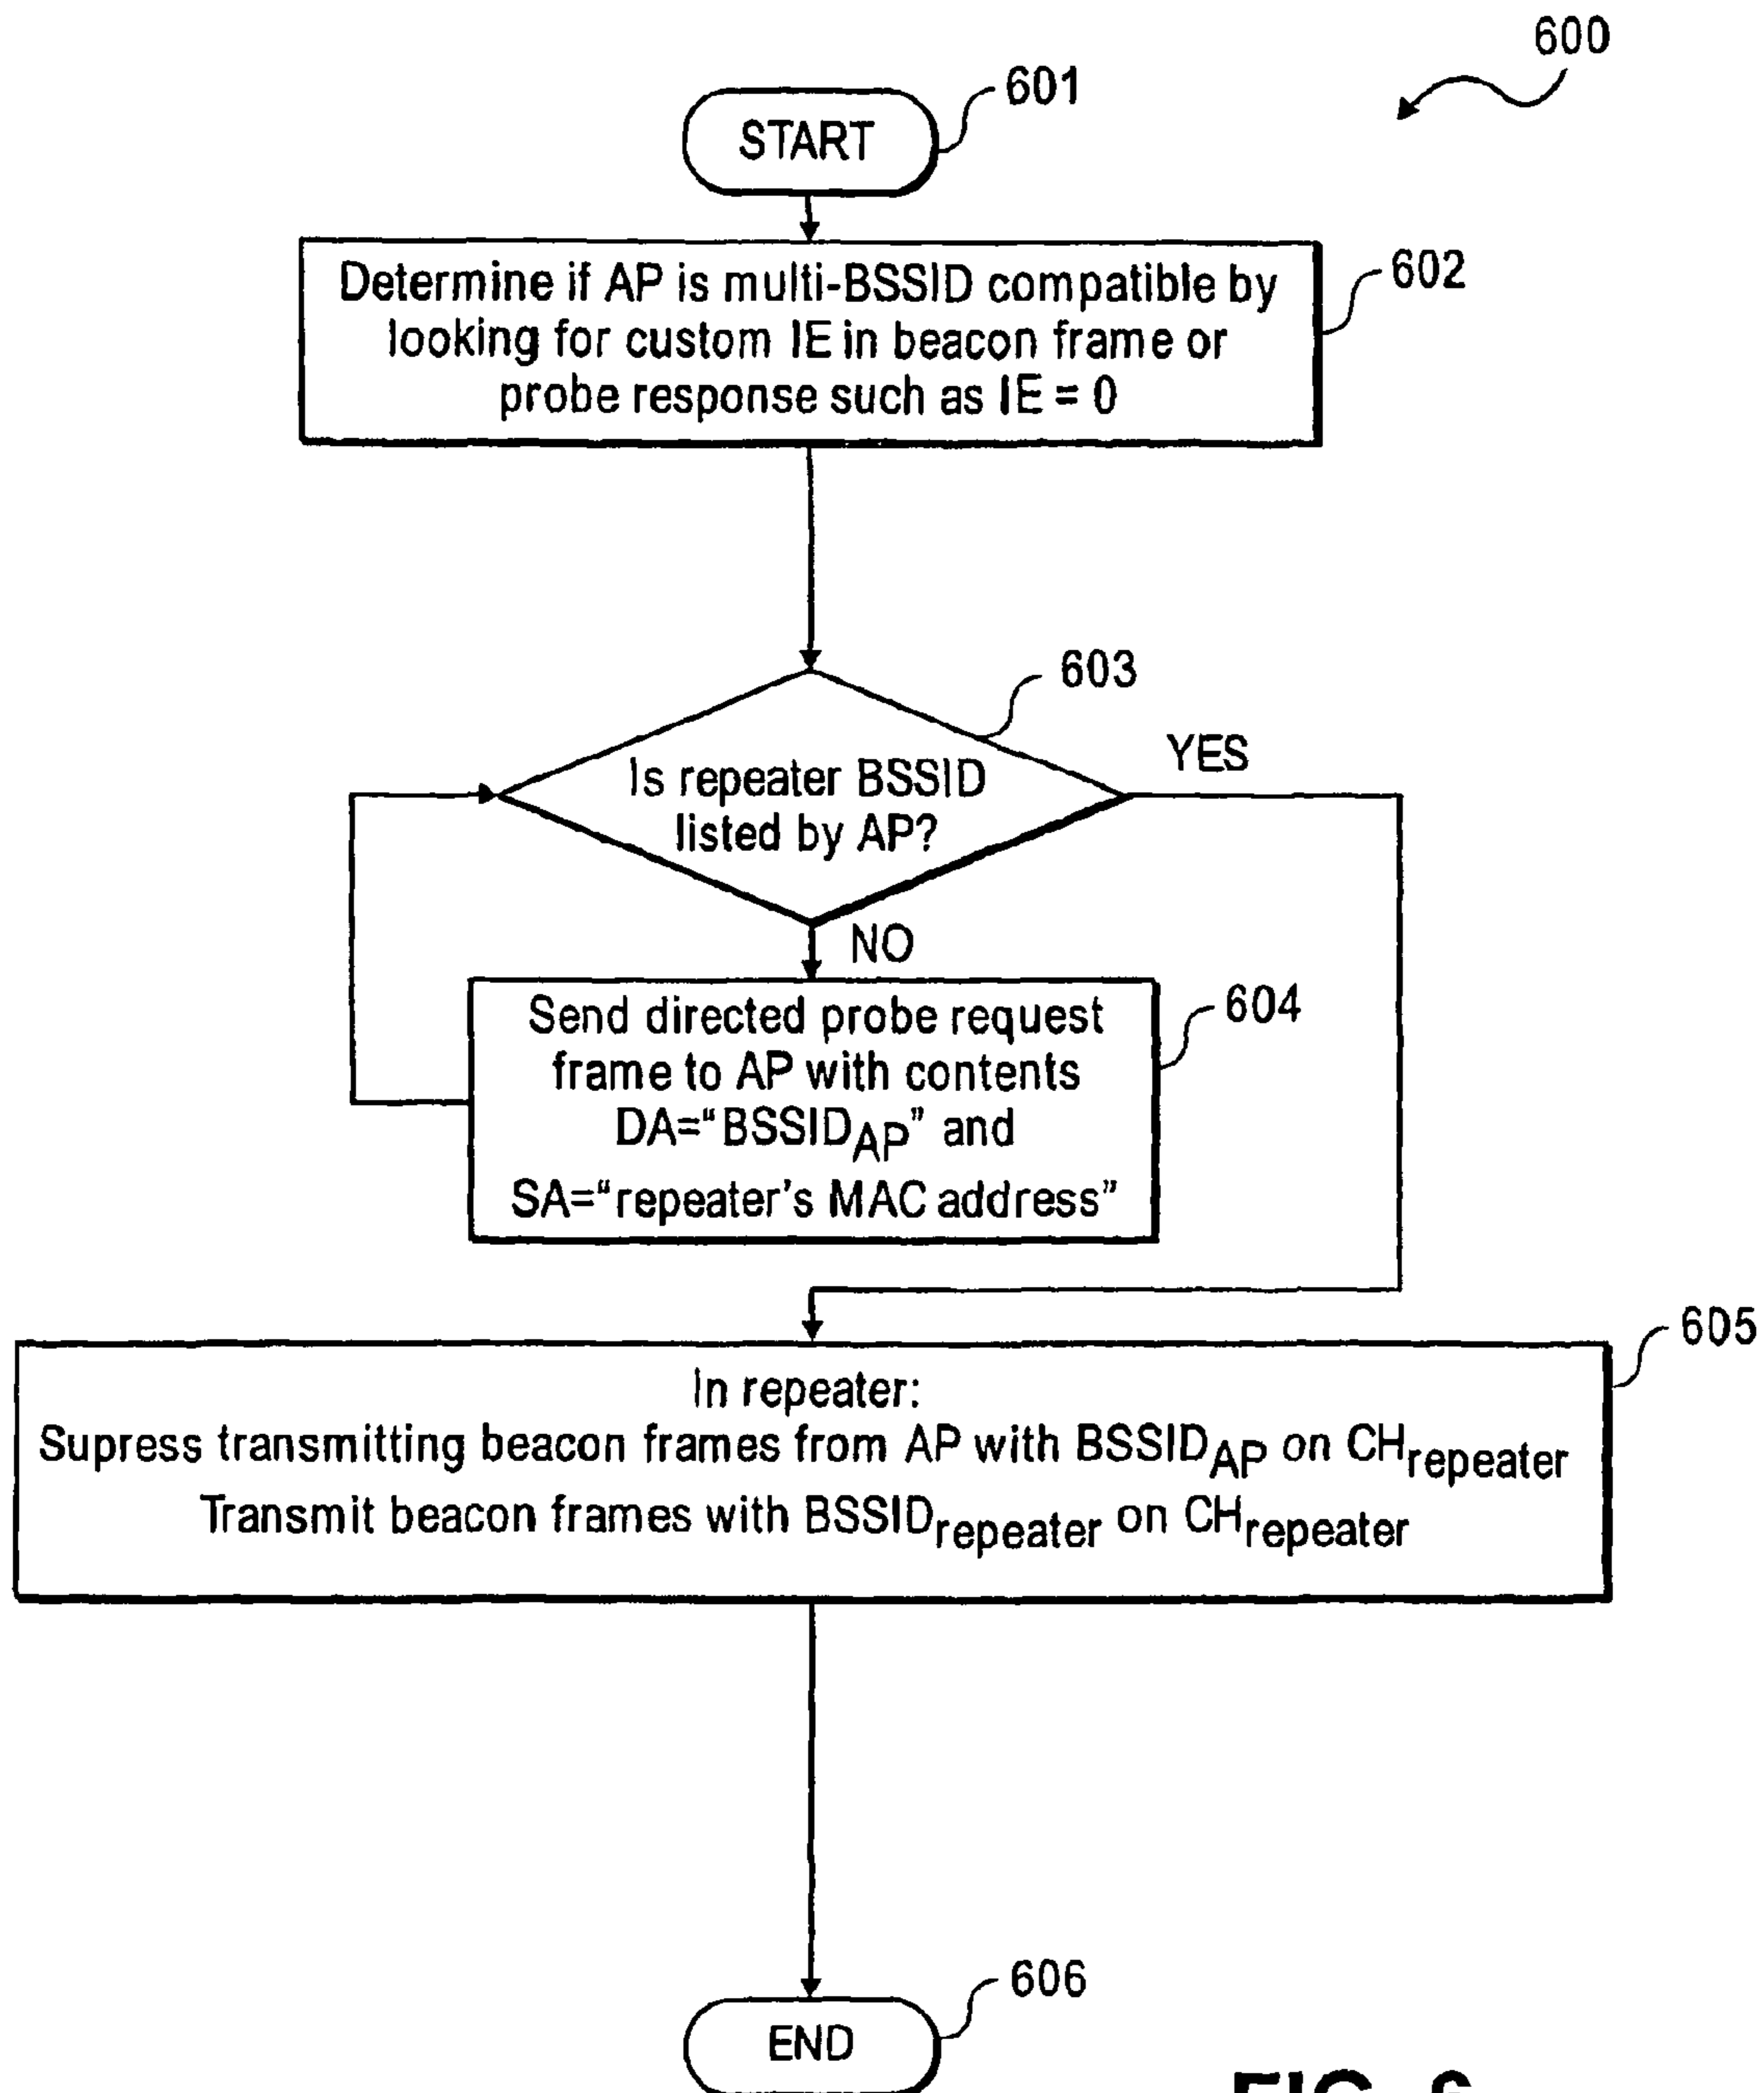 600
601
START
602
Determine if AP is multi-BSSID compatible by
looking for custom IE in beacon frame or
probe response such as IE = 0
603
YES
Is repeater BSSID
listed by AP?
NO
604
Send directed probe request
frame to AP with contents
DA=“BSSIDAP” and
SA=“repeater’s MAC address”
605
In repeater:
Supress transmitting beacon frames from AP with BSSIDAP on CHrepeater
Transmit beacon frames with BSSIDrepeater on CHrepeater
606
END
FIG. 6